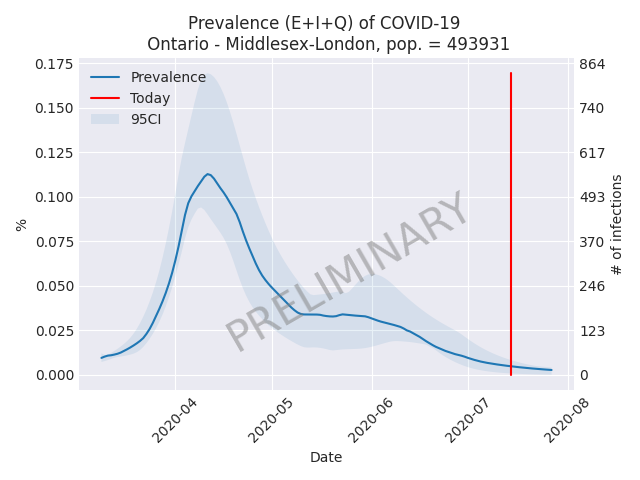 Prevalence (E+I+Q) of COVID-19
Ontario - Middlesex-London, pop. = 493931
0.175
0.150
0.125
0.100
0.075
0.050
0.025
0.000
%
Prevalence
Today
95CI
PRELIMINARY
864
740
617
493
370
246
123
0
# of infections
2020-04
2020-05
2020-06
2020-07
2020-08
Date